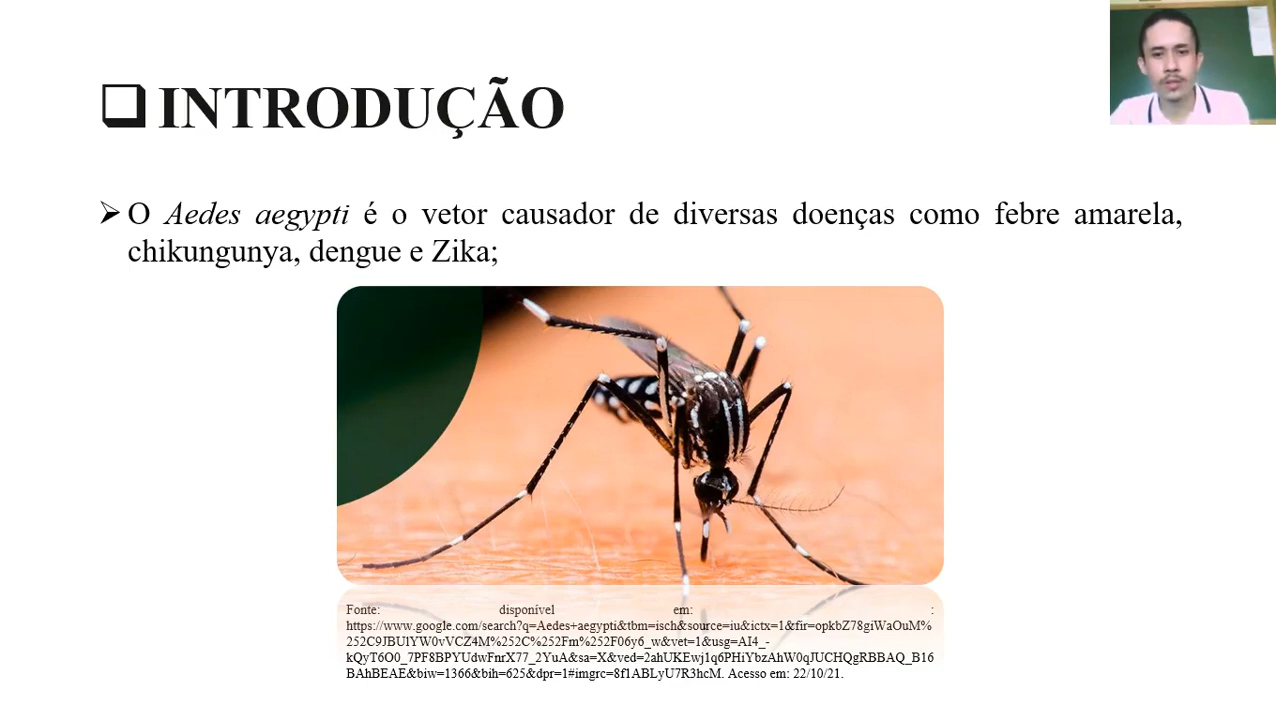 INTRODUÇÃO
O Aedes aegypti é o vetor causador de diversas doenças como febre amarela,
chikungunya, dengue e Zika;
Fonte: disponível em: :
https://www.google.com/search?q=Aedes+aegypti&tbm=isch&source=iu&ictx=1&fir=opkbZ78giWaOuM%
252C9JBUlYW0vVCZ4M%252C%252Fm%252F06y6_w&vet=1&usg=AI4_-
kQyT6O0_7PF8BPYUdwFnrX77_2YuA&sa=X&ved=2ahUKEwj1q6PHiYbzAhW0qJUCHQgRBBAQ_B16
BAhBEAE&biw=1366&bih=625&dpr=1#imgrc=8f1ABLyU7R3hcM. Acesso em: 22/10/21.